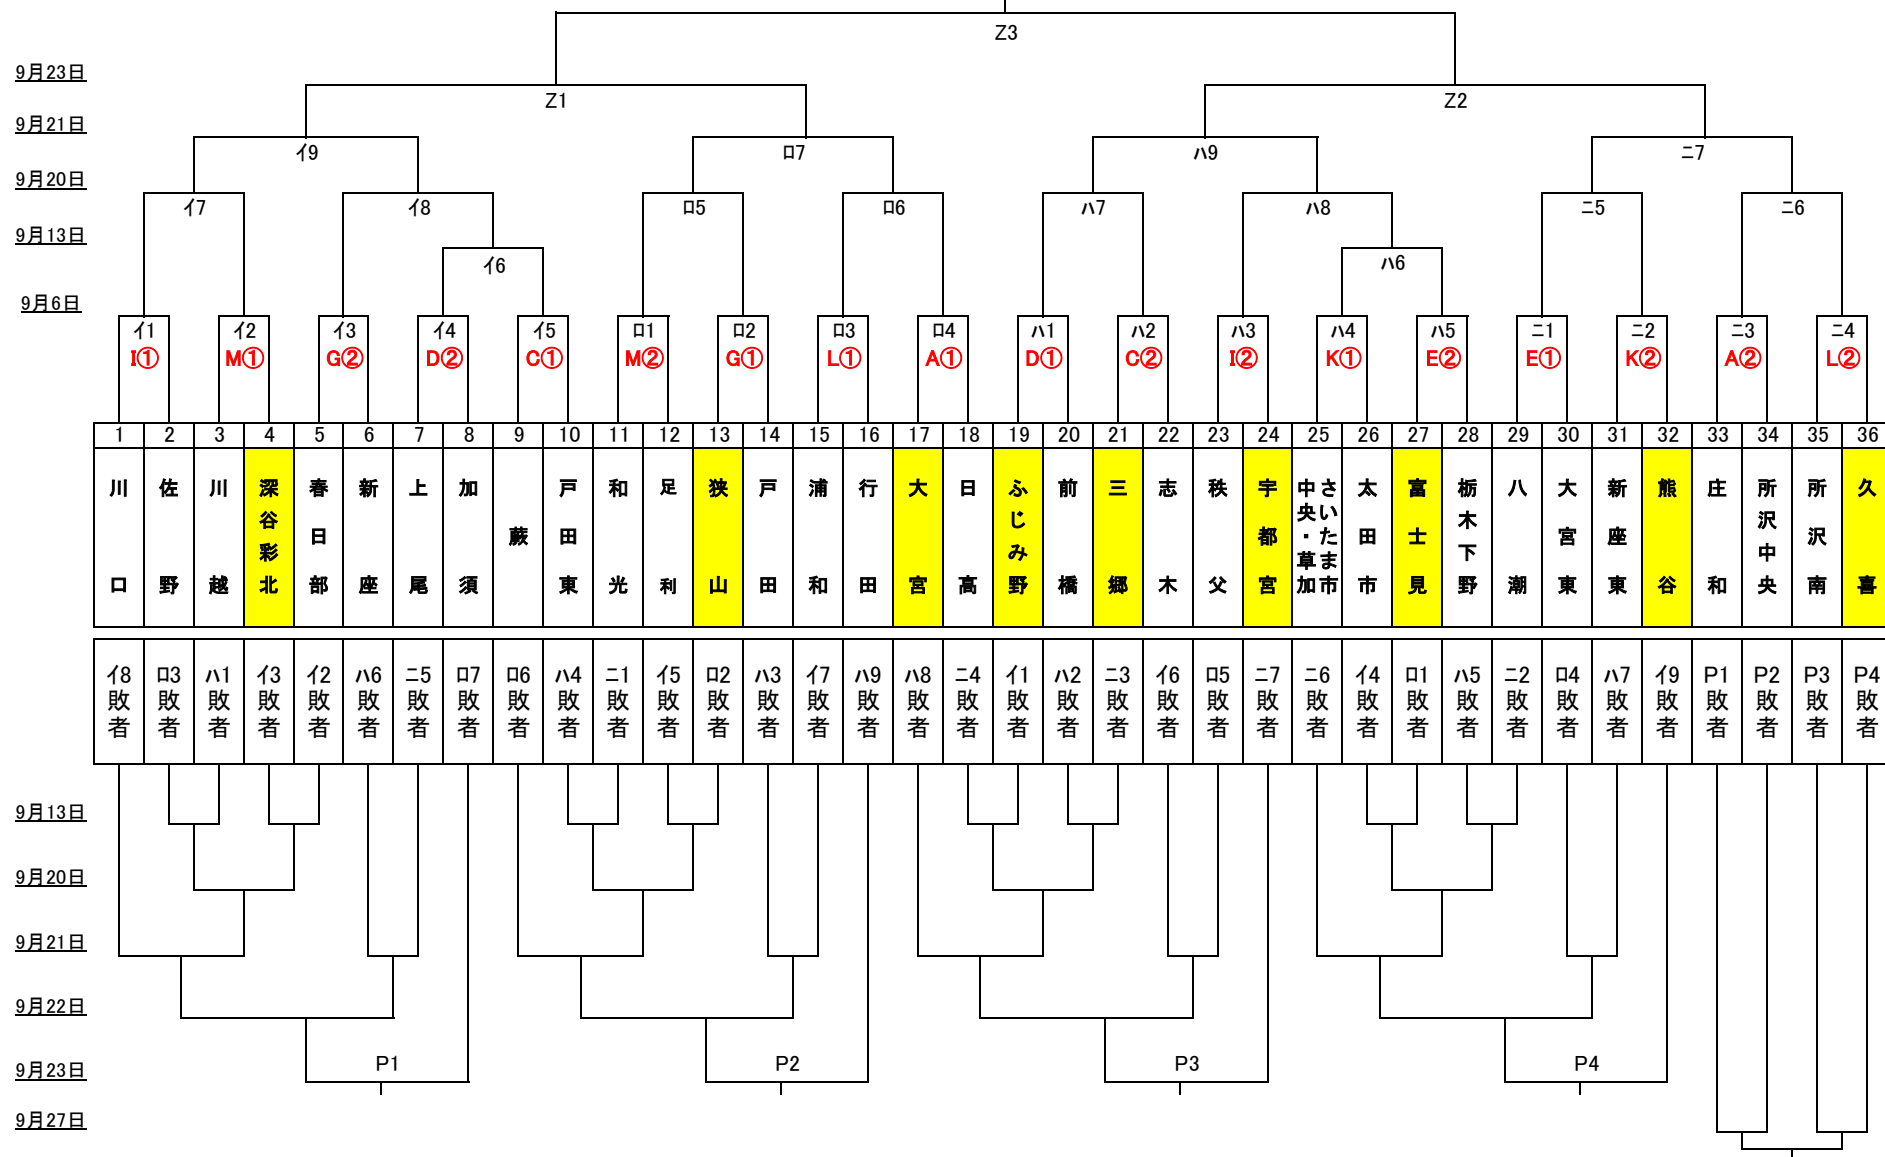 Z3
9月23日
Z1 Z2
9月21日
イ9 ロ7 ハ9 ニ7
9月20日
イ7 イ8 ロ5 ロ6 ハ7 ハ8 ニ5 ニ6
9月13日
イ6 ハ6
9月6日
イ1 イ2 イ3 イ4 イ5 ロ1 ロ2 ロ3 ロ4 ハ1 ハ2 ハ3 ハ4 ハ5 ニ1 ニ2 ニ3 ニ4
I① M① G② D② C① M② G① L① A① D① C② I② K① E② E① K② A② L②
1 2 3 4 5 6 7 8 9 10 11 12 13 14 15 16 17 18 19 20 21 22 23 24 25 26 27 28 29 30 31 32 33 34 35 36
川口
佐野
川越
深谷彩北
春日部
新座
上尾
加須
蕨
戸田東
和光
足利
狭山
戸田
浦和
行田
大宮
日高
ふじみ野
前橋
三郷
志木
秩父
宇都宮
さいたま市
中央・草加
太田市
富士見
栃木下野
八潮
大宮東
新座東
熊谷
庄和
所沢中央
所沢南
久喜
イ8敗者
ロ3敗者
ハ1敗者
イ3敗者
イ2敗者
ハ6敗者
ニ5敗者
ロ7敗者
ロ6敗者
ハ4敗者
ニ1敗者
イ5敗者
ロ2敗者
ハ3敗者
イ7敗者
ハ9敗者
ハ8敗者
ニ4敗者
イ1敗者
ハ2敗者
ニ3敗者
イ6敗者
ロ5敗者
ニ7敗者
ニ6敗者
イ4敗者
ロ1敗者
ハ5敗者
ニ2敗者
ロ4敗者
ハ7敗者
イ9敗者
P1敗者
P2敗者
P3敗者
P4敗者
9月13日
9月20日
9月21日
9月22日
P1 P2 P3 P4
9月23日
9月27日